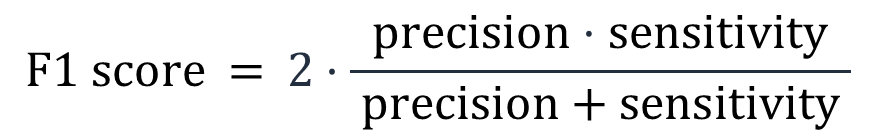 precision · sensitivity
F1 score = 2 ·
precision + sensitivity